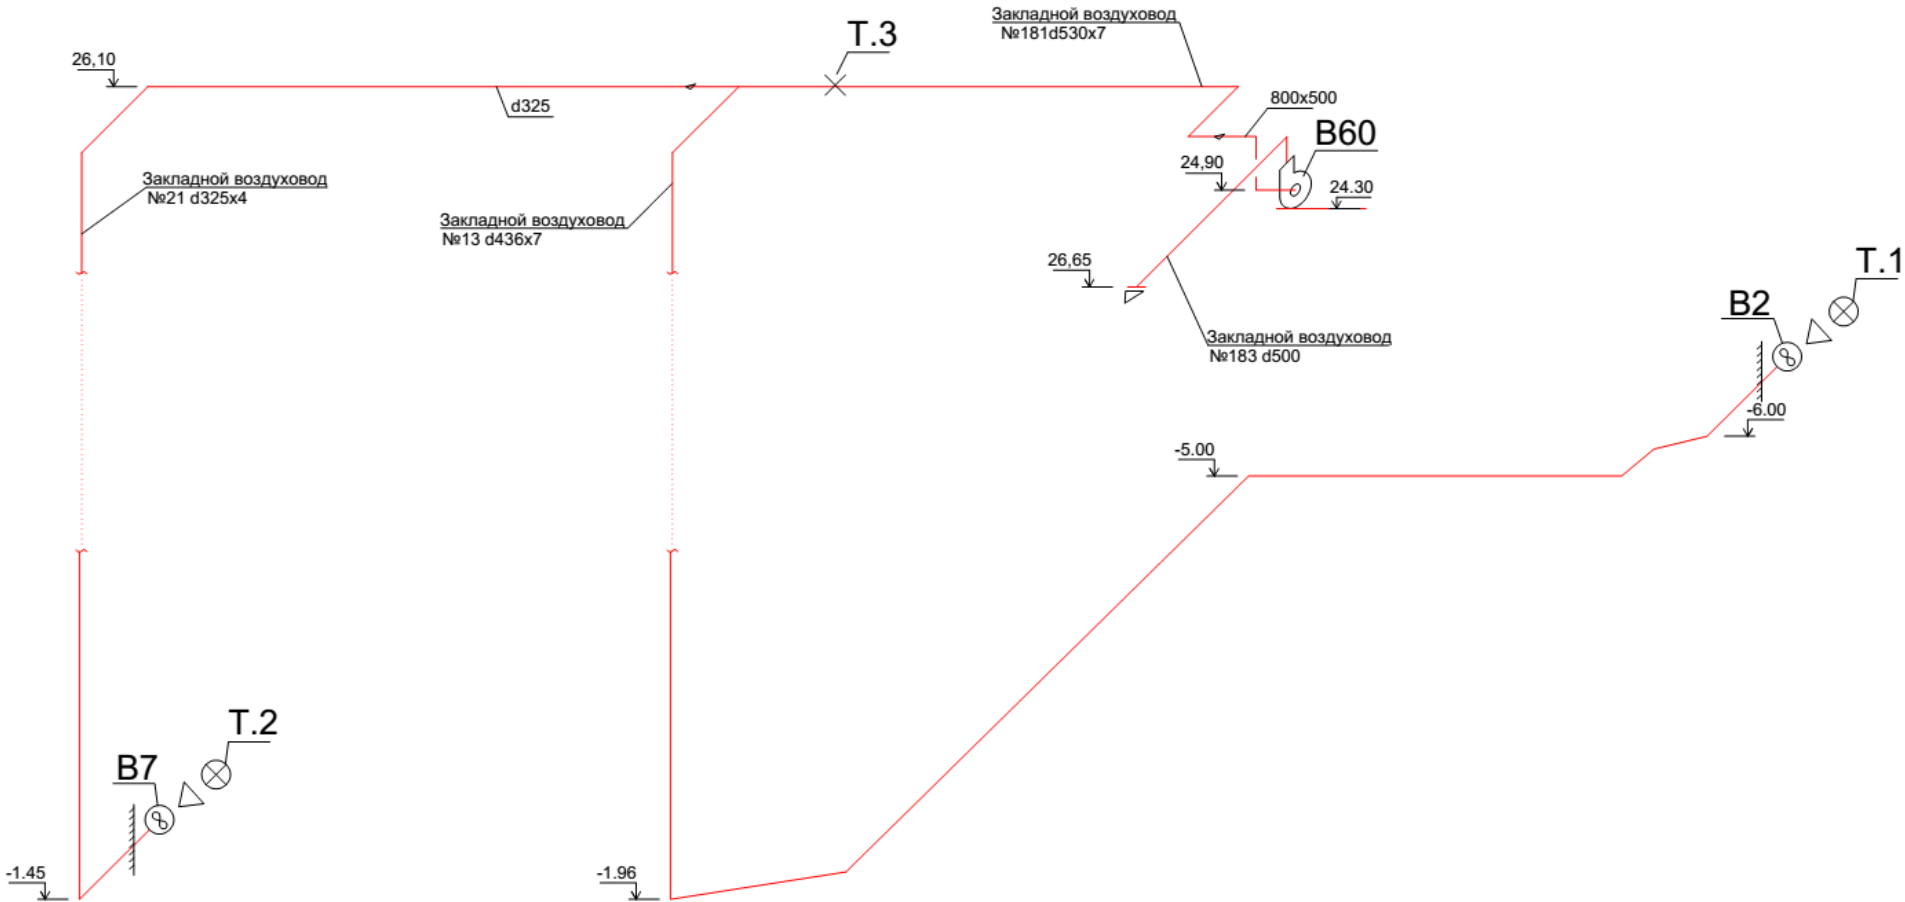 Закладной воздуховод
№181d530x7
T.3
26,10
d325
800x500
B60
24,90
24.30
Закладной воздуховод
№21 d325x4
Закладной воздуховод
№13 d436x7
26,65
T.1
B2
Закладной воздуховод
№183 d500
-6.00
-5.00
T.2
B7
-1.45
-1.96